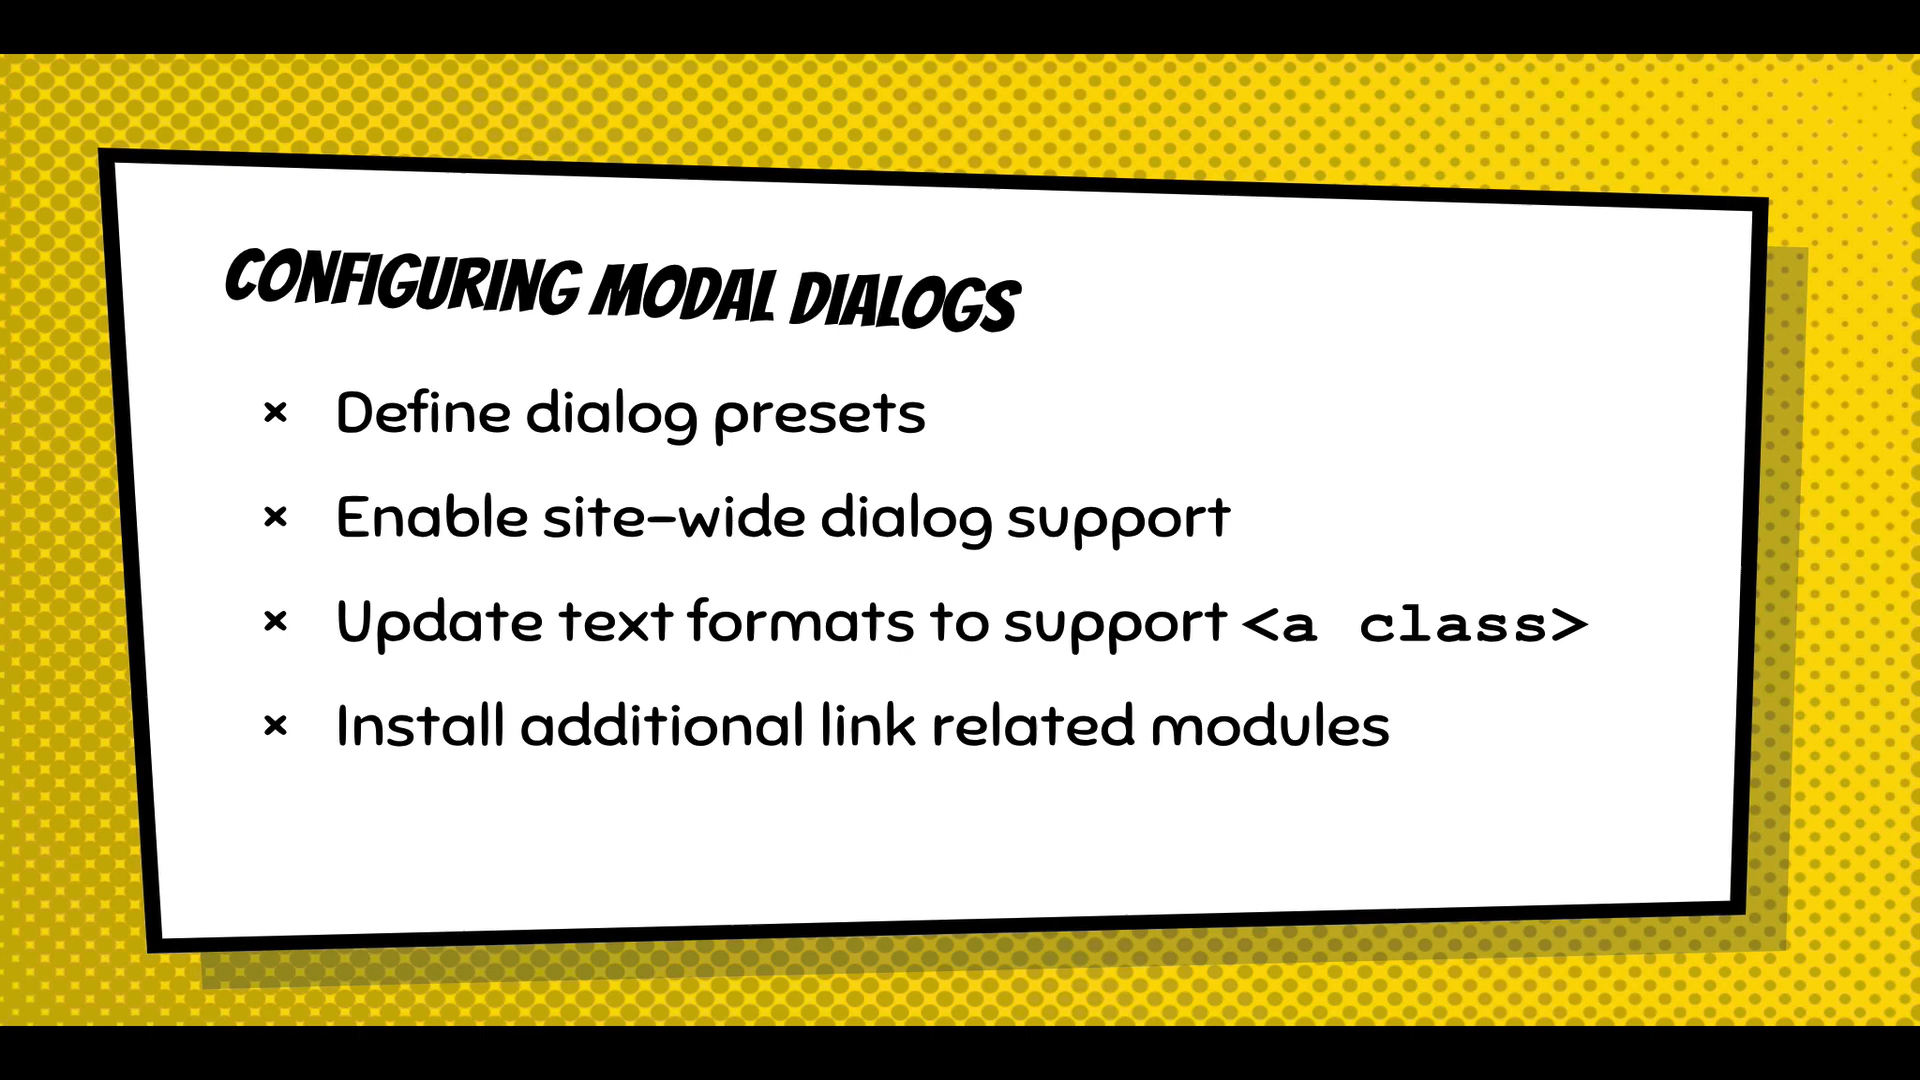 CONFIGURING MODAL DIALOGS
× Define dialog presets
× Enable site-wide dialog support
× Update text formats to support <a class>
× Install additional link related modules